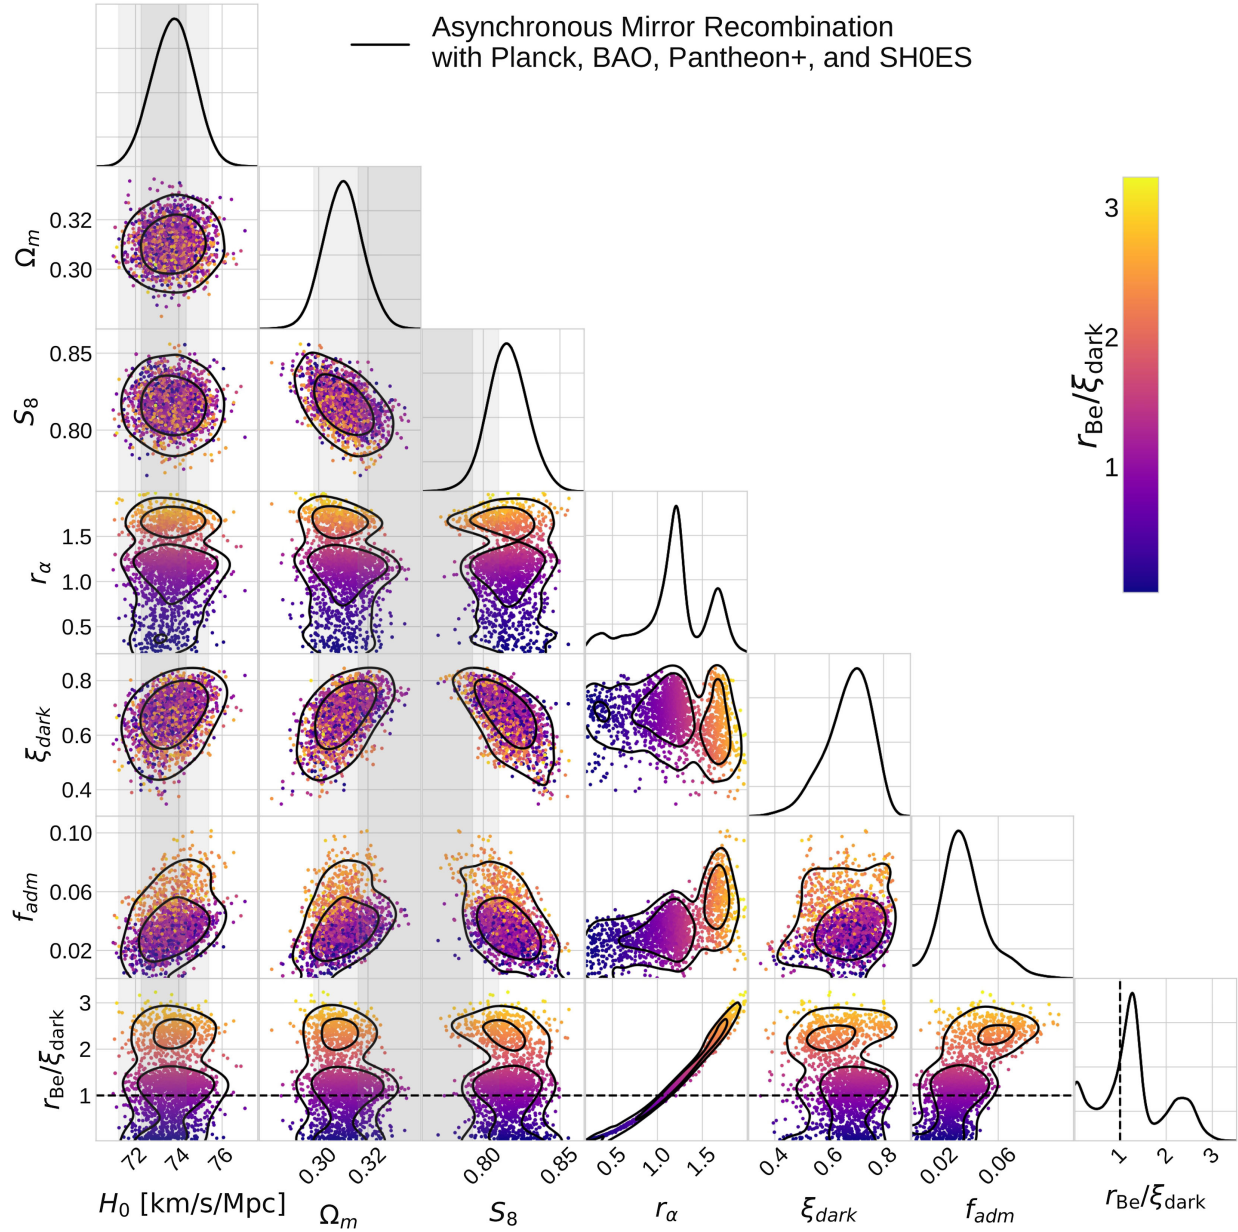 Asynchronous Mirror Recombination
with Planck, BAO, Pantheon+, and SH0ES
3
2
1
r_Be/ξ_dark
0.32
0.30
Ω_m
0.85
0.80
S_8
1.5
1.0
0.5
r_α
0.8
0.6
0.4
ξ_dark
0.10
0.06
0.02
f_adm
3
2
1
r_Be/ξ_dark
72 74 76
0.30 0.32
0.80 0.85
0.5 1.0 1.5
0.4 0.6 0.8
0.02 0.06
1 2 3
H_0 [km/s/Mpc]
Ω_m
S_8
r_α
ξ_dark
f_adm
r_Be/ξ_dark